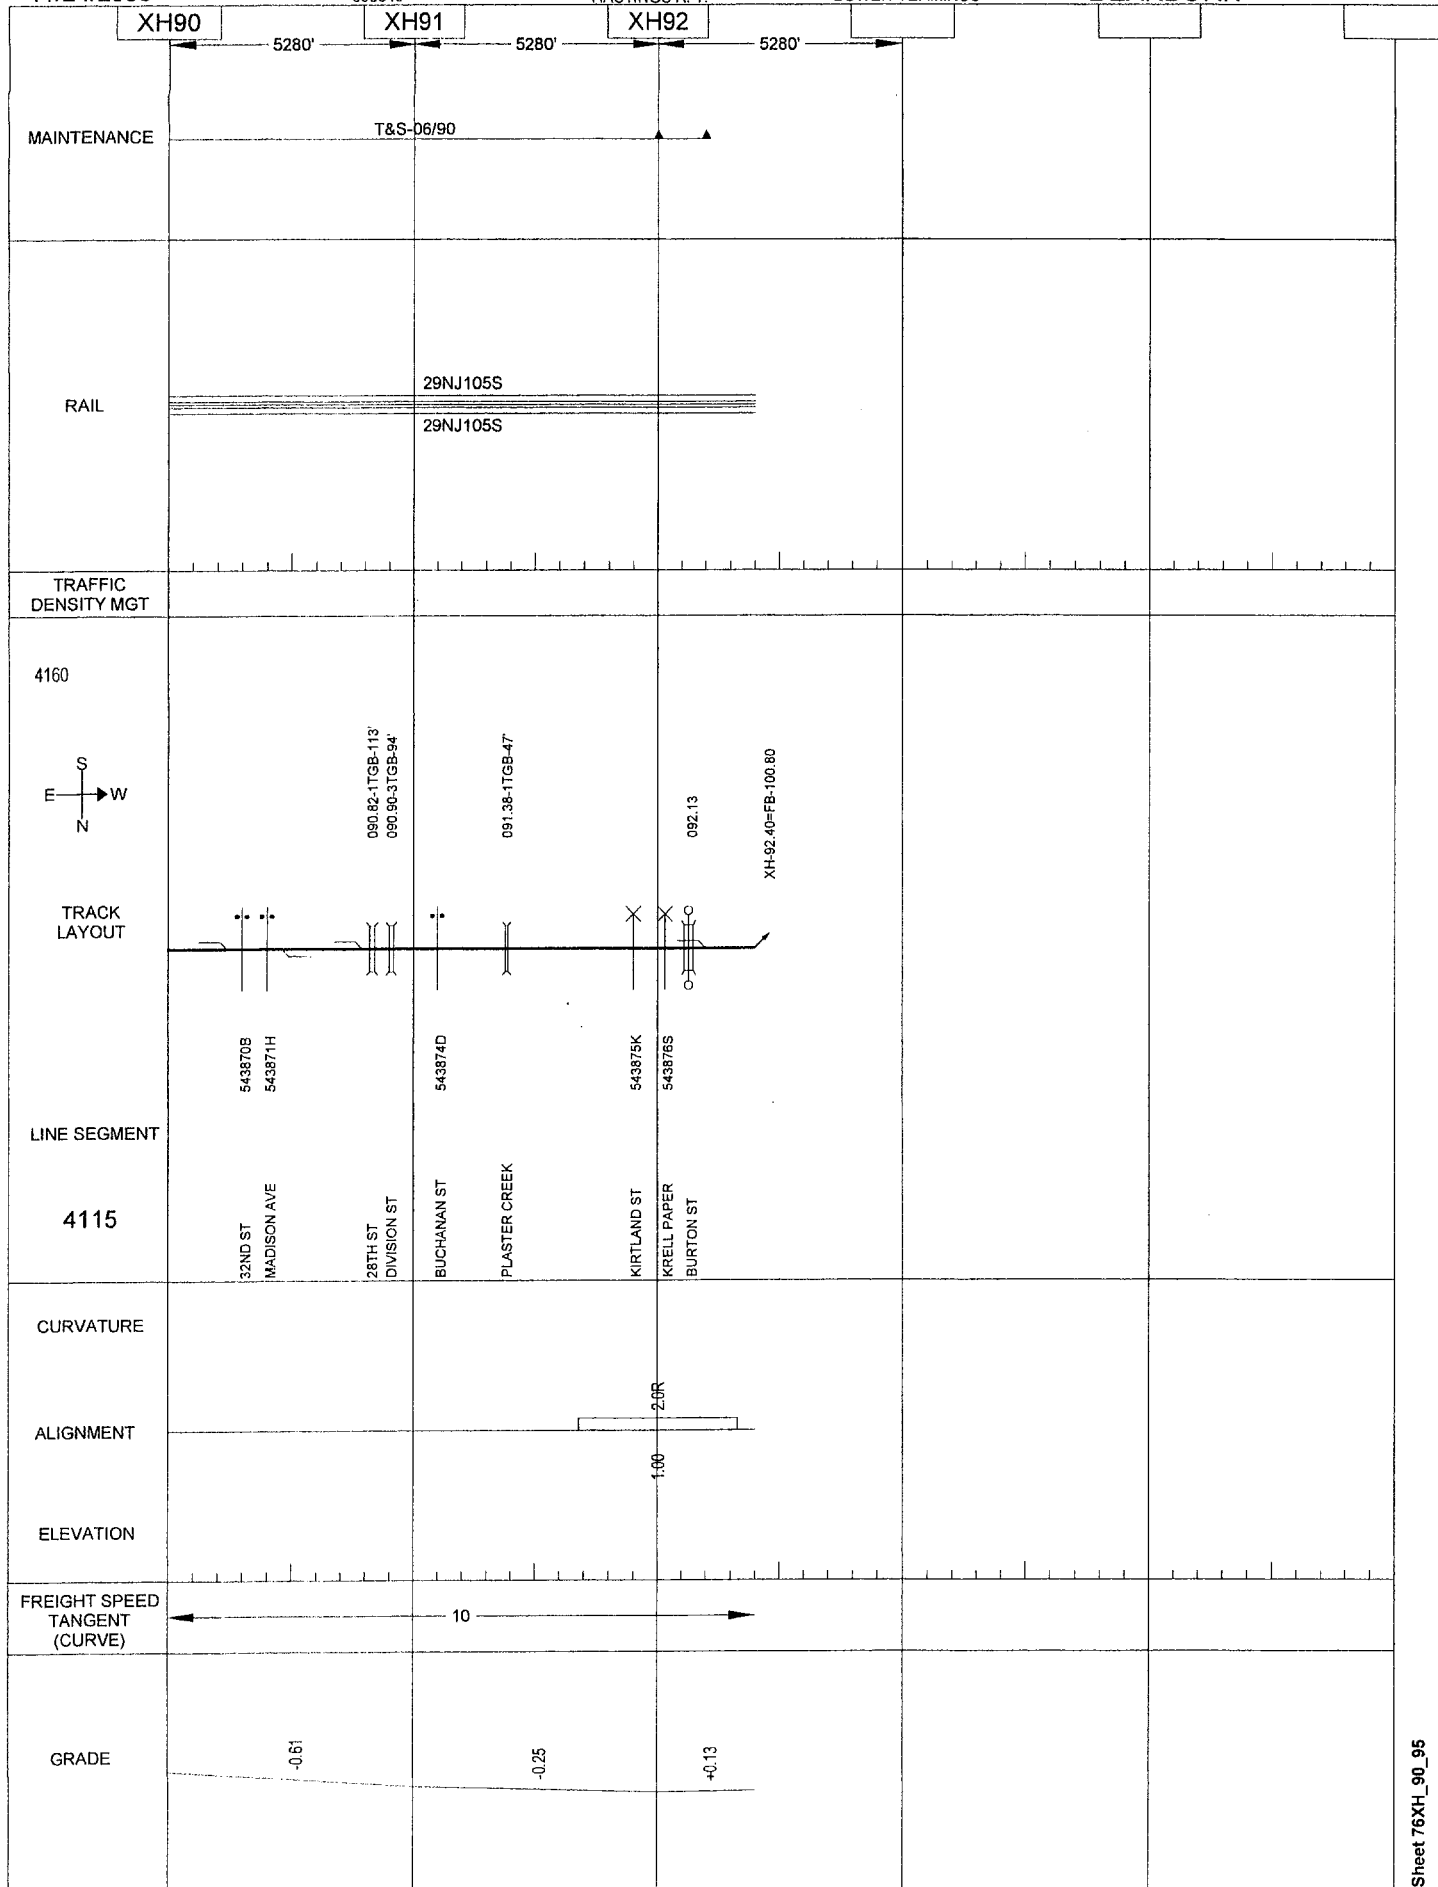 XH90
XH91
XH92
5280'
5280'
5280'
MAINTENANCE
T&S-06/90
RAIL
29NJ105S
29NJ105S
TRAFFIC
DENSITY MGT
4160
S
E
W
N
090.82-1TGB-113'
090.90-3TGB-94'
091.38-1TGB-47'
092.13
XH-92.40=FB-100.80
TRACK
LAYOUT
543870B
543871H
543874D
543875K
543876S
LINE SEGMENT
4115
32ND ST
MADISON AVE
28TH ST
DIVISION ST
BUCHANAN ST
PLASTER CREEK
KIRTLAND ST
KRELL PAPER
BURTON ST
CURVATURE
2.0R
ALIGNMENT
1.00
ELEVATION
FREIGHT SPEED
TANGENT
(CURVE)
10
GRADE
-0.61
-0.25
+0.13
Sheet 76XH_90_95